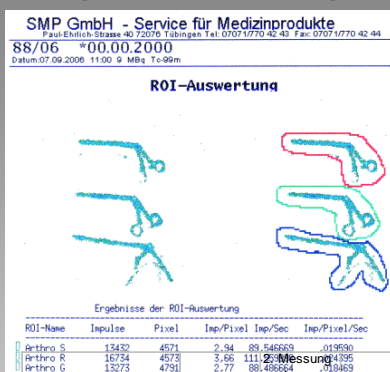 SMP GmbH - Service für Medizinprodukte
Paul-Ehrlich-Strasse 40 72076 Tübingen Tel: 07071/770 42 43 Fax: 07071/770 42 44
88/06 *00.00.2000
Datum:07.09.2006 11:00 9 MBq Tc-99m
ROI-Auswertung
Ergebnisse der ROI-Auswertung
ROI-Name Impulse Pixel Imp/Pixel Imp/Sec Imp/Pixel/Sec
Arthro S 13432 4571 2.94 89.546669 .019590
Arthro R 16734 4573 3.66 .024395
2. Messung
Arthro G 13273 4791 2.77 88.486664 .018469